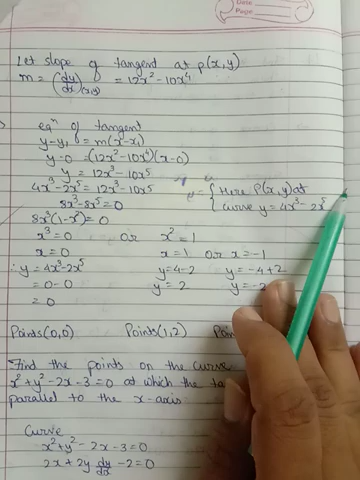 Date
Page
Let slope of tangent at P(x,y)
m = (dy/dx)(x,y) = 12x² - 10x⁴
eqⁿ of tangent
y-y₁ = m(x-x₁)
y-0 = (12x² - 10x⁴)(x-0)
y = 12x³ - 10x⁵
{Here P(x,y) at
4x³ - 2x⁵ = 12x³ - 10x⁵
curve y = 4x³ - 2x⁵
8x³ - 8x⁵ = 0
8x³(1-x²) = 0
x³ = 0 or x² = 1
x = 0 x = 1 or x = -1
∴ y = 4x³ - 2x⁵ y = 4-2 y = -4+2
= 0-0 y = 2 y = -2
= 0
Points (0,0) Points (1,2)
Find the points on the curve
x² + y² - 2x - 3 = 0 at which the
parallel to the x-axis
Curve
x² + y² - 2x - 3 = 0
2x + 2y dy/dx - 2 = 0